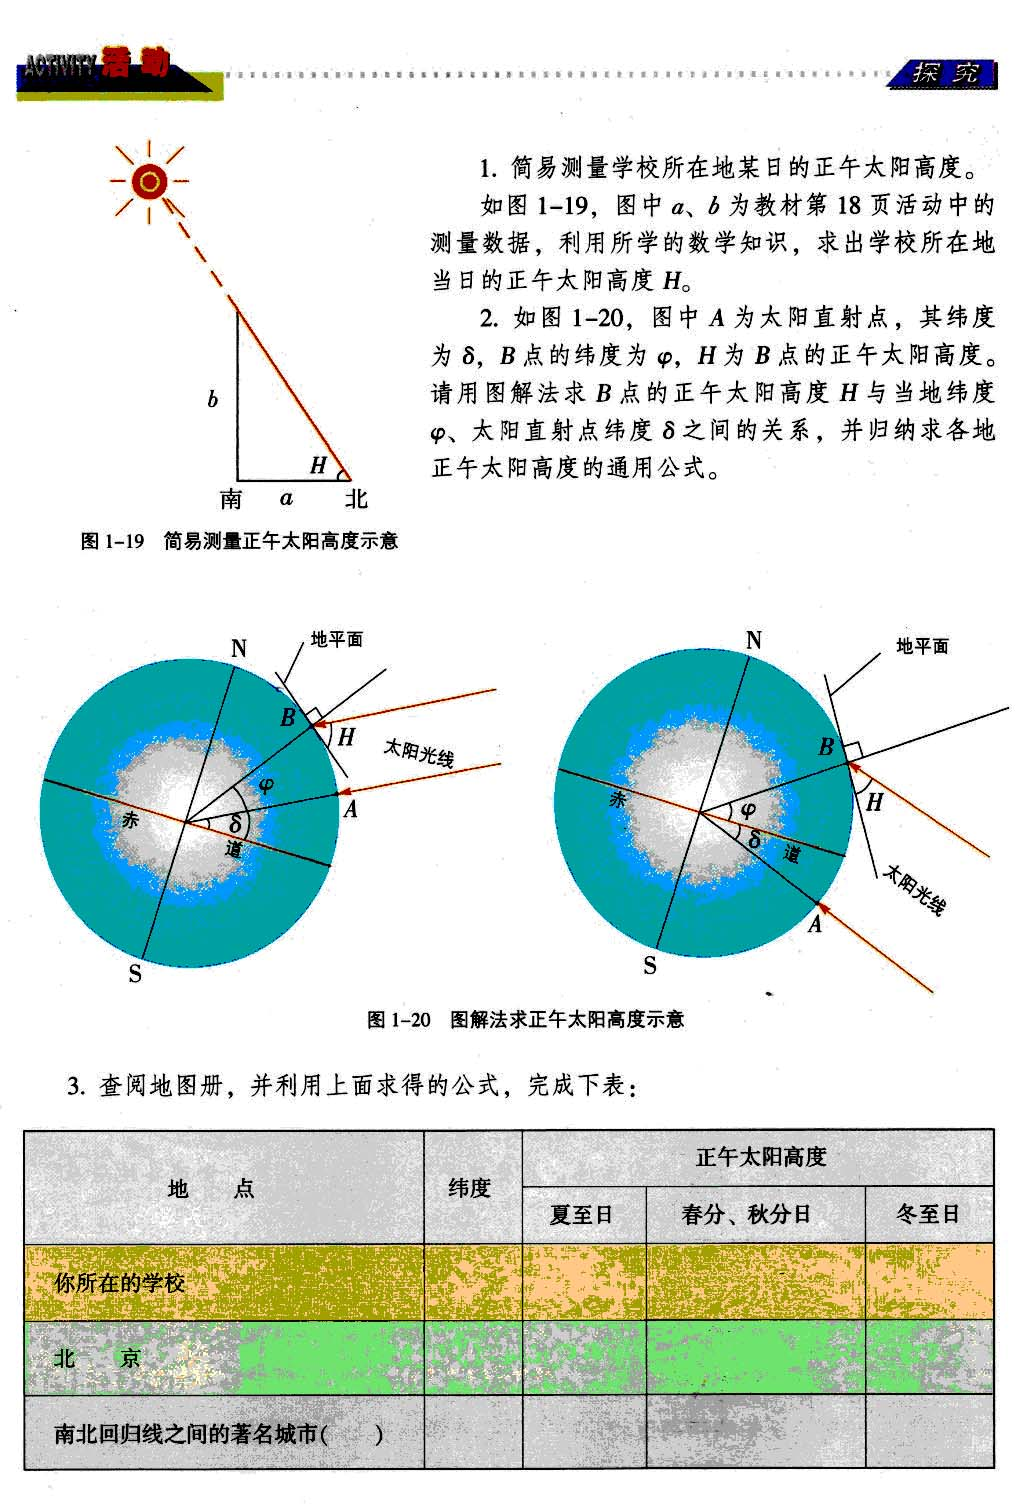 ACTIVITY 活动
探究
1. 简易测量学校所在地某日的正午太阳高度。
如图 1-19，图中 a、b 为教材第 18 页活动中的
测量数据，利用所学的数学知识，求出学校所在地
当日的正午太阳高度 H。
2. 如图 1-20，图中 A 为太阳直射点，其纬度
为 δ，B 点的纬度为 φ，H 为 B 点的正午太阳高度。
请用图解法求 B 点的正午太阳高度 H 与当地纬度
φ、太阳直射点纬度 δ 之间的关系，并归纳求各地
正午太阳高度的通用公式。
b
H
南 a 北
图 1-19 简易测量正午太阳高度示意
N
地平面
B
H
太阳光线
φ
A
赤
δ
道
S
N
地平面
B
H
赤
φ
δ
道
太阳光线
A
S
图 1-20 图解法求正午太阳高度示意
3. 查阅地图册，并利用上面求得的公式，完成下表：
地 点
纬度
正午太阳高度
夏至日
春分、秋分日
冬至日
你所在的学校
北 京
南北回归线之间的著名城市( )